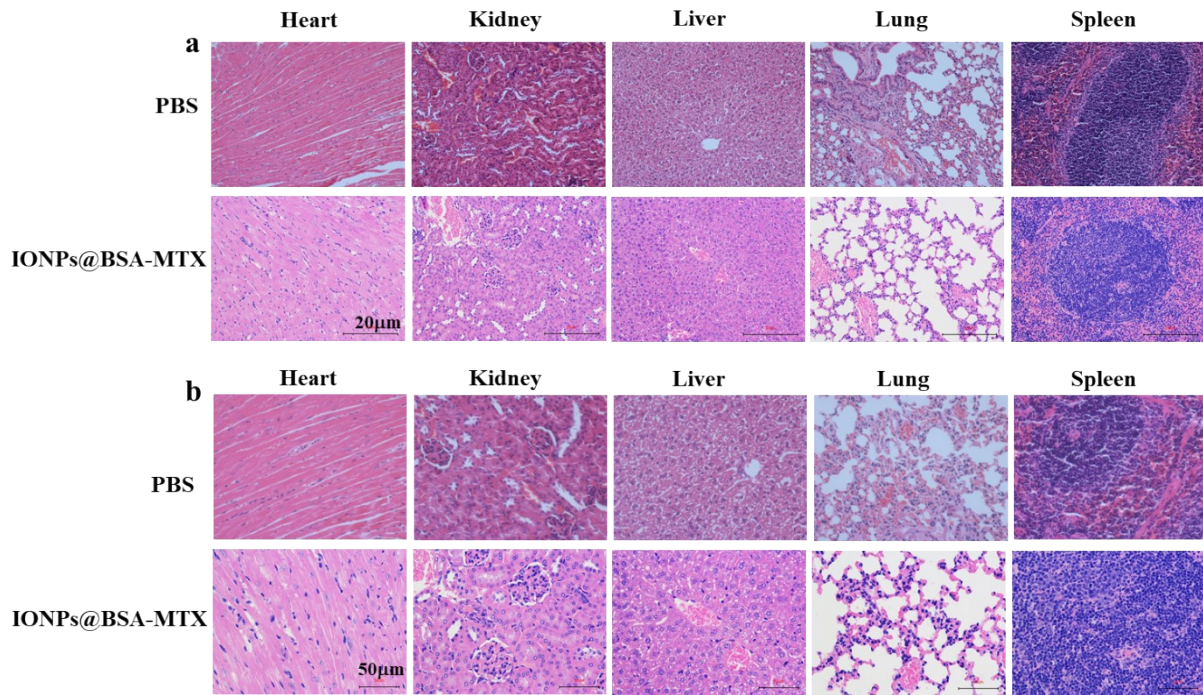 Heart Kidney Liver Lung Spleen
a
PBS
IONPs@BSA-MTX
20μm
Heart Kidney Liver Lung Spleen
b
PBS
IONPs@BSA-MTX
50μm